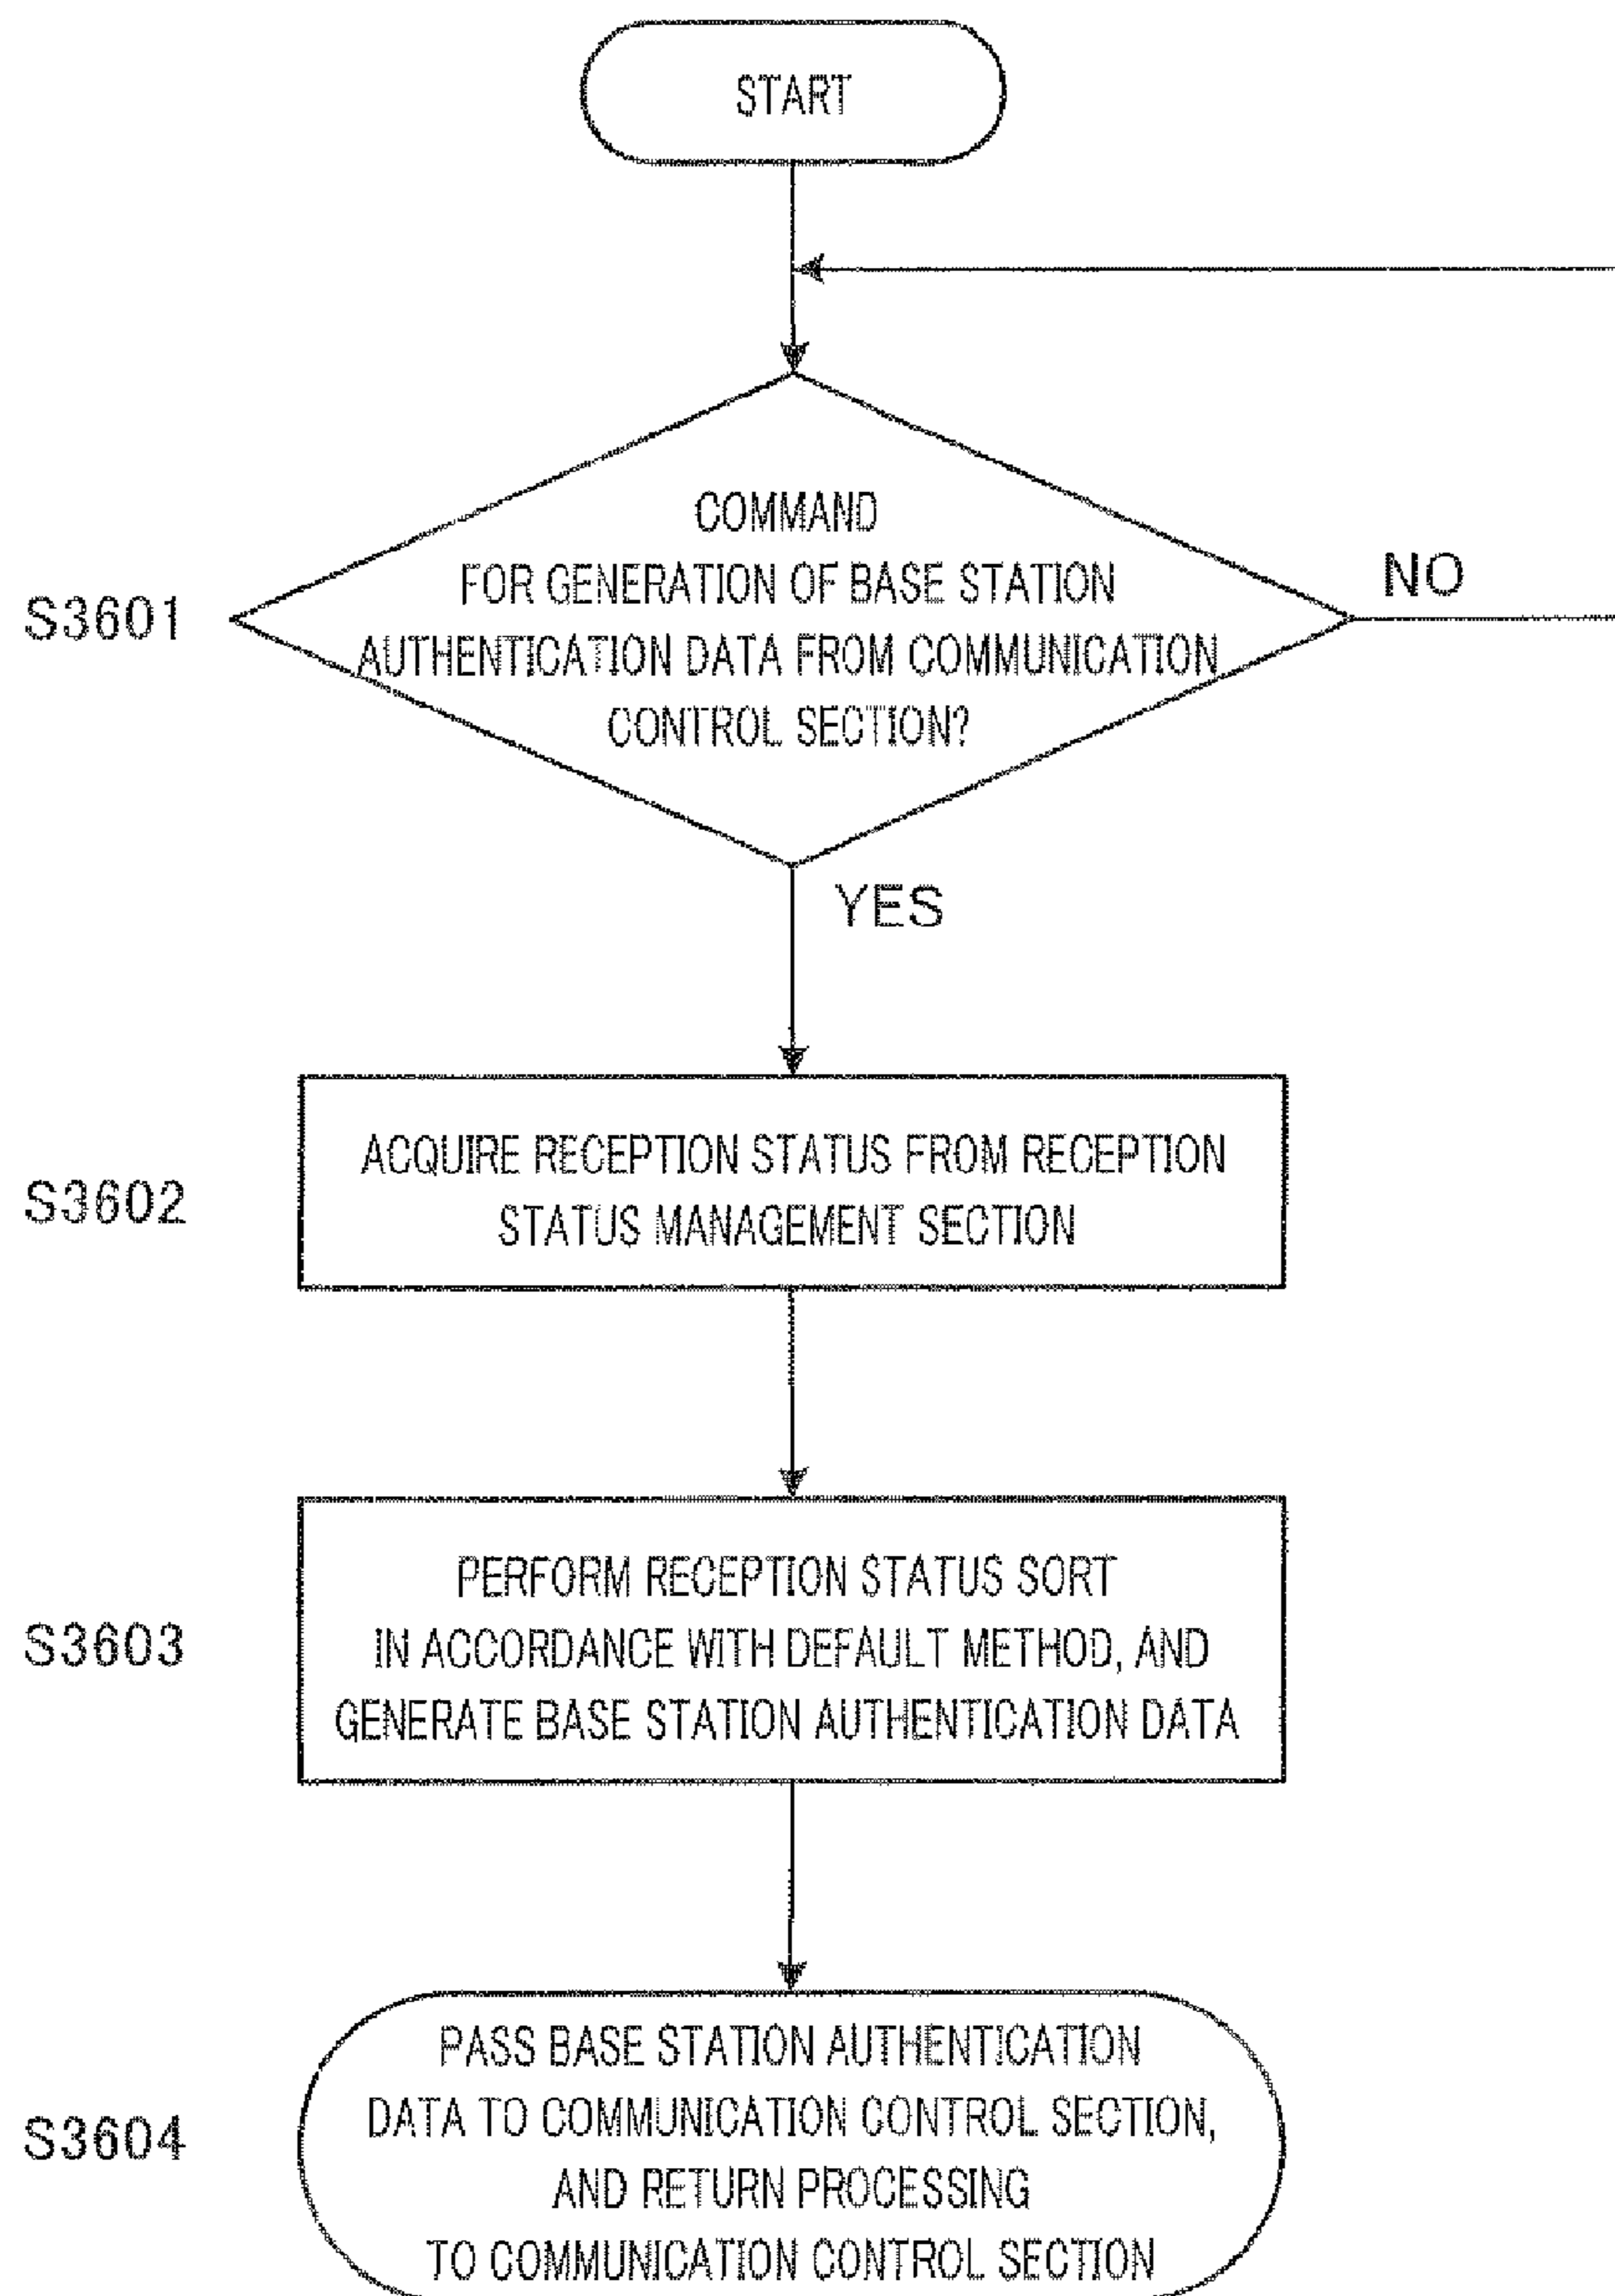 START
COMMAND
FOR GENERATION OF BASE STATION
AUTHENTICATION DATA FROM COMMUNICATION
CONTROL SECTION?
S3601
NO
YES
S3602
ACQUIRE RECEPTION STATUS FROM RECEPTION
STATUS MANAGEMENT SECTION
S3603
PERFORM RECEPTION STATUS SORT
IN ACCORDANCE WITH DEFAULT METHOD, AND
GENERATE BASE STATION AUTHENTICATION DATA
S3604
PASS BASE STATION AUTHENTICATION
DATA TO COMMUNICATION CONTROL SECTION,
AND RETURN PROCESSING
TO COMMUNICATION CONTROL SECTION